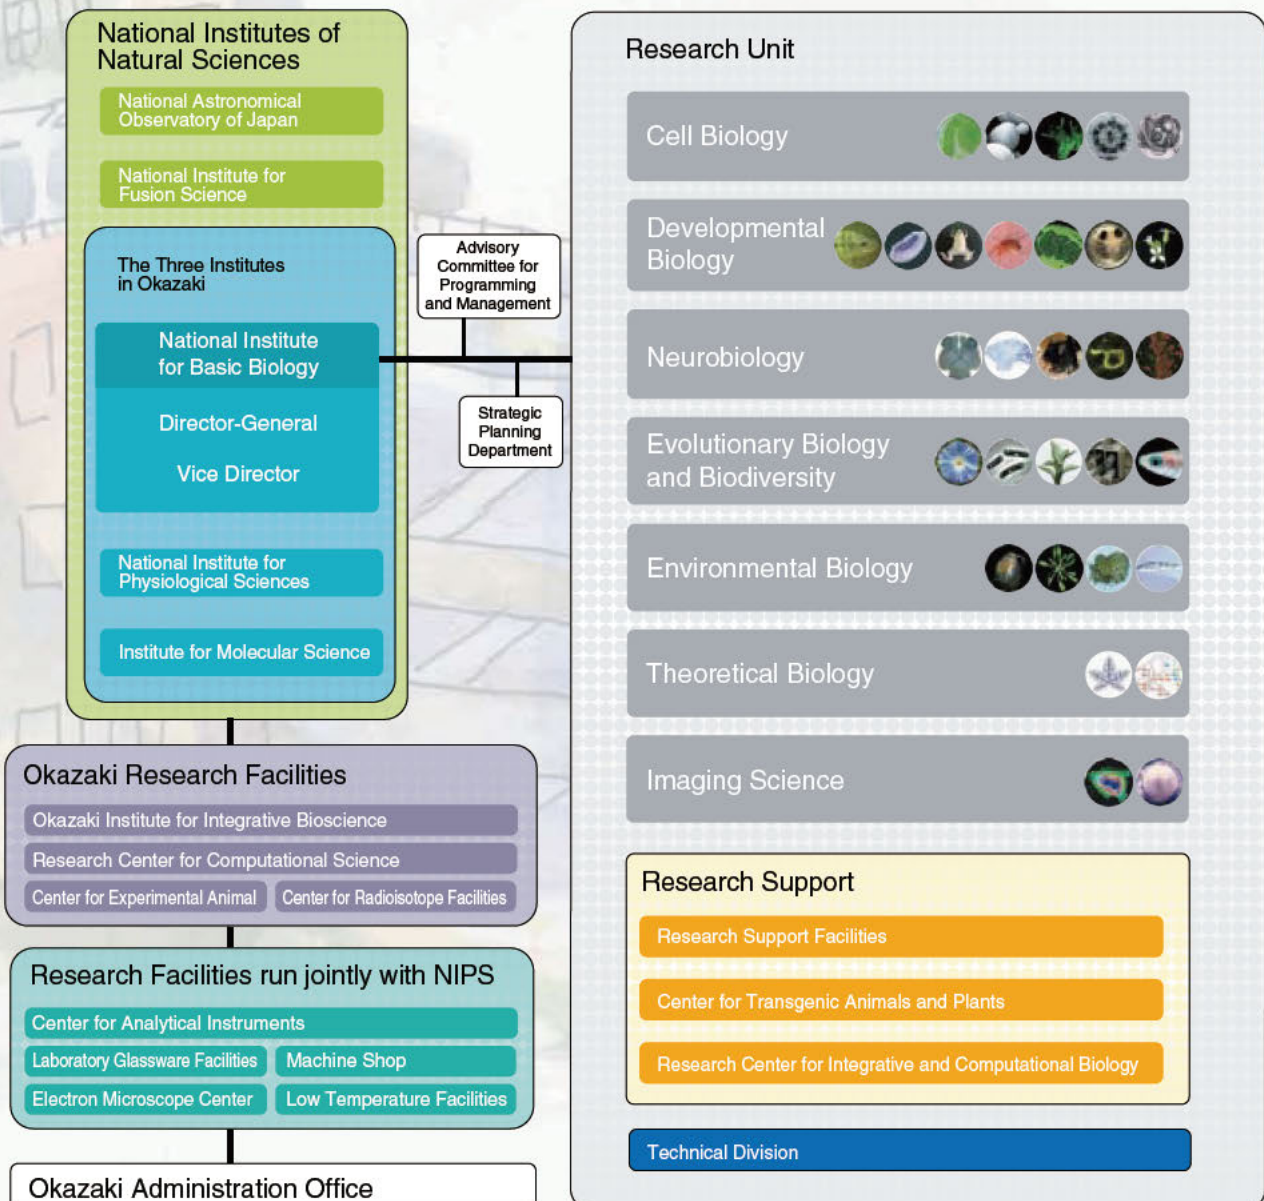 National Institutes of
Natural Sciences
National Astronomical
Observatory of Japan
National Institute for
Fusion Science
The Three Institutes
in Okazaki
National Institute
for Basic Biology
Director-General
Vice Director
National Institute for
Physiological Sciences
Institute for Molecular Science
Advisory
Committee for
Programming
and Management
Strategic
Planning
Department
Okazaki Research Facilities
Okazaki Institute for Integrative Bioscience
Research Center for Computational Science
Center for Experimental Animal
Center for Radioisotope Facilities
Research Facilities run jointly with NIPS
Center for Analytical Instruments
Laboratory Glassware Facilities
Machine Shop
Electron Microscope Center
Low Temperature Facilities
Okazaki Administration Office
Research Unit
Cell Biology
Developmental
Biology
Neurobiology
Evolutionary Biology
and Biodiversity
Environmental Biology
Theoretical Biology
Imaging Science
Research Support
Research Support Facilities
Center for Transgenic Animals and Plants
Research Center for Integrative and Computational Biology
Technical Division